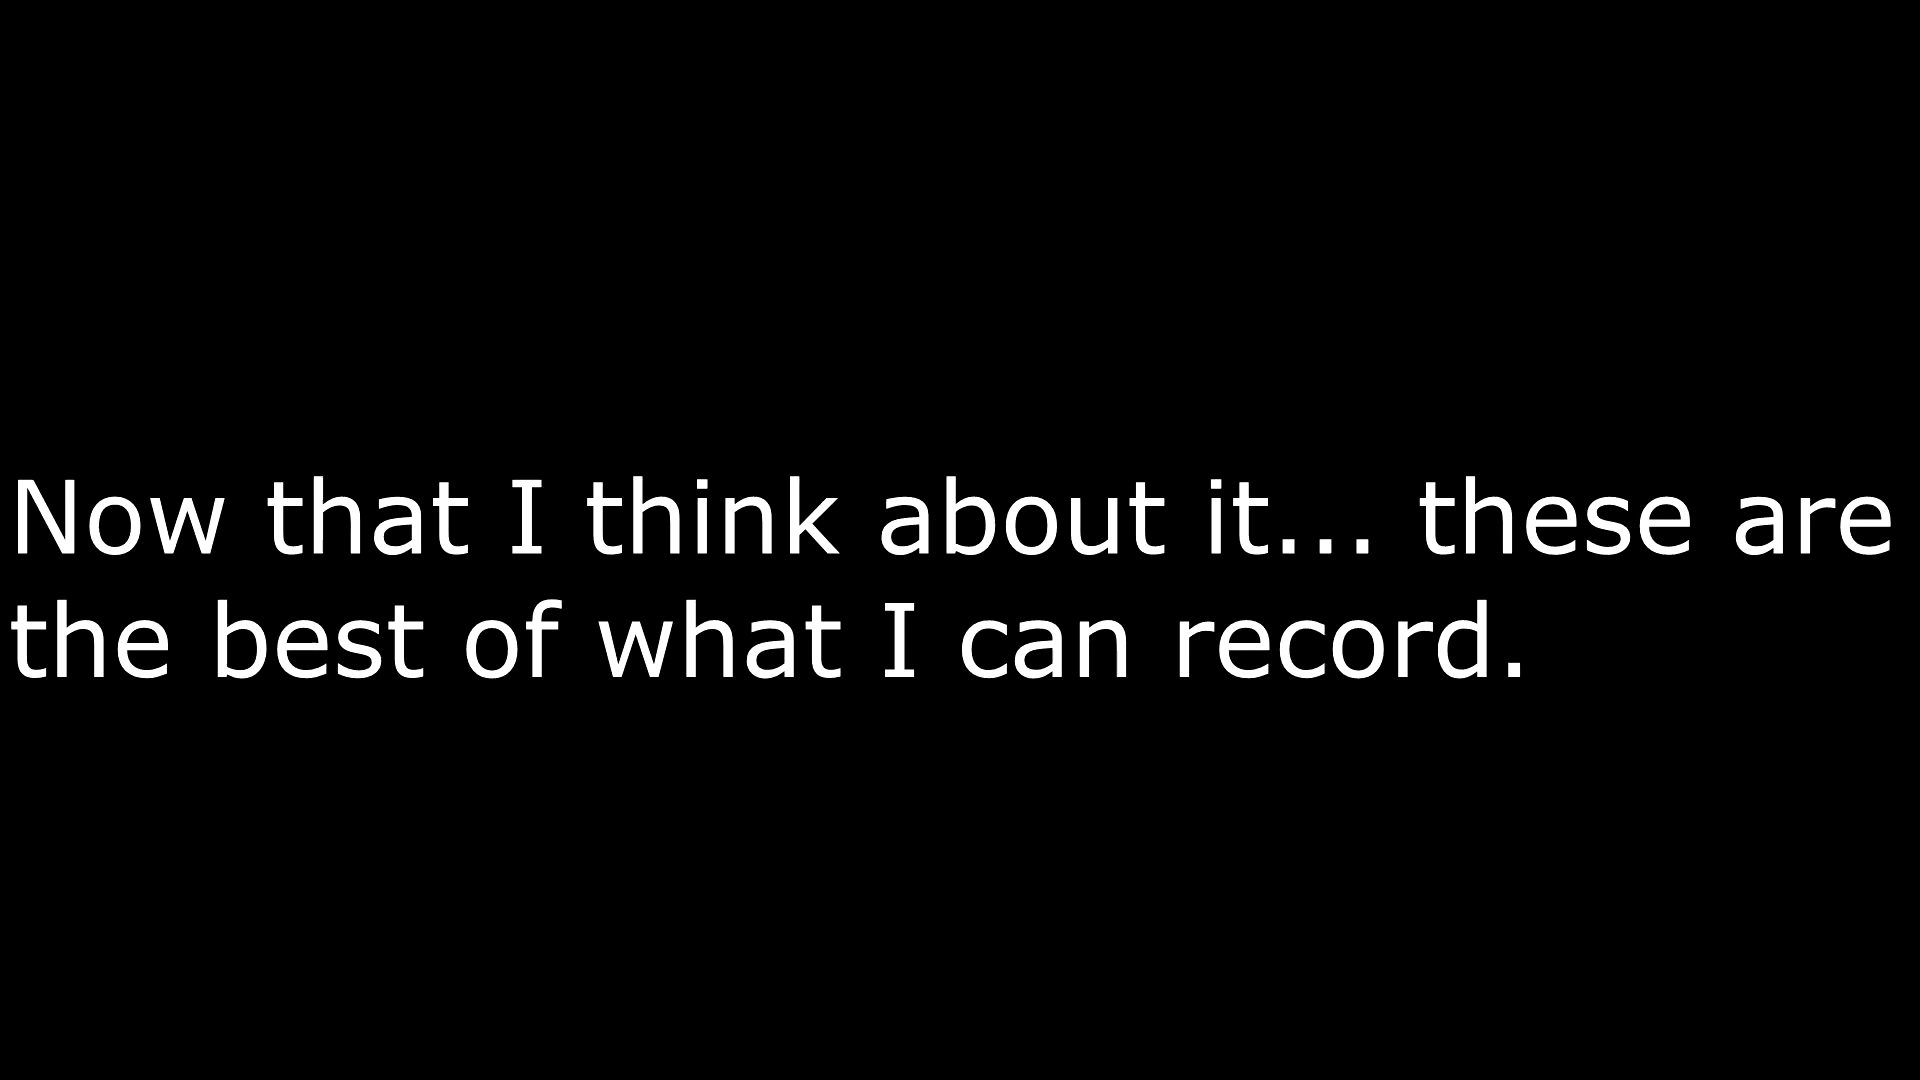 Now that I think about it... these are
the best of what I can record.